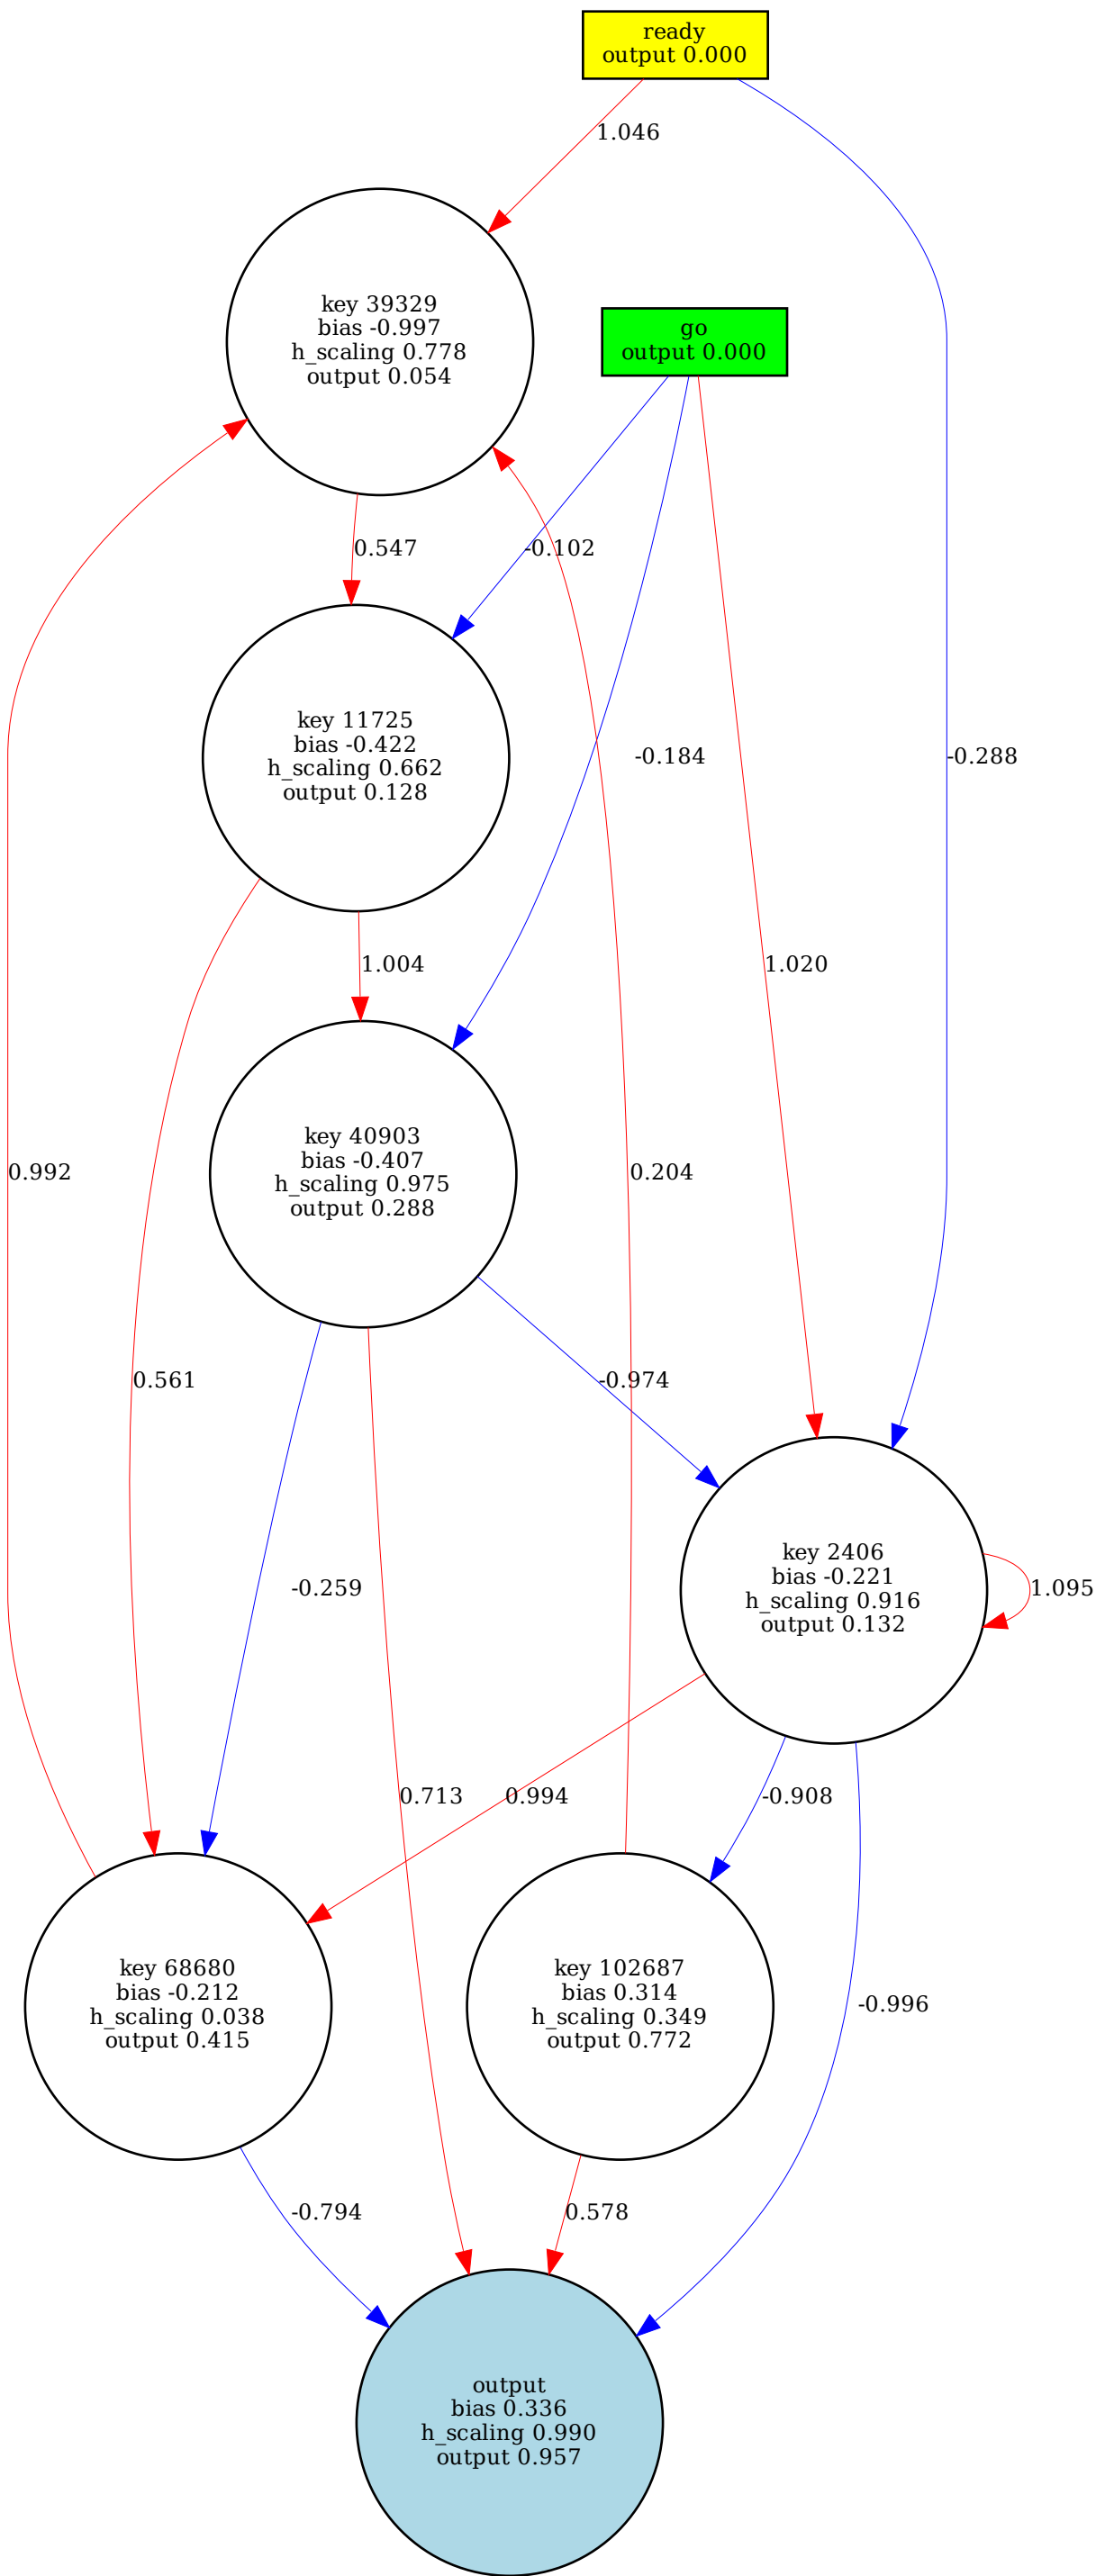 ready
output 0.000
1.046
key 39329
bias -0.997
h_scaling 0.778
output 0.054
go
output 0.000
0.547
-0.102
key 11725
bias -0.422
h_scaling 0.662
output 0.128
-0.184
-0.288
1.004
1.020
key 40903
bias -0.407
h_scaling 0.975
output 0.288
0.992
0.204
0.561
-0.974
key 2406
bias -0.221
h_scaling 0.916
output 0.132
-0.259
1.095
0.713
0.994
-0.908
key 68680
bias -0.212
h_scaling 0.038
output 0.415
key 102687
bias 0.314
h_scaling 0.349
output 0.772
-0.996
-0.794
0.578
output
bias 0.336
h_scaling 0.990
output 0.957